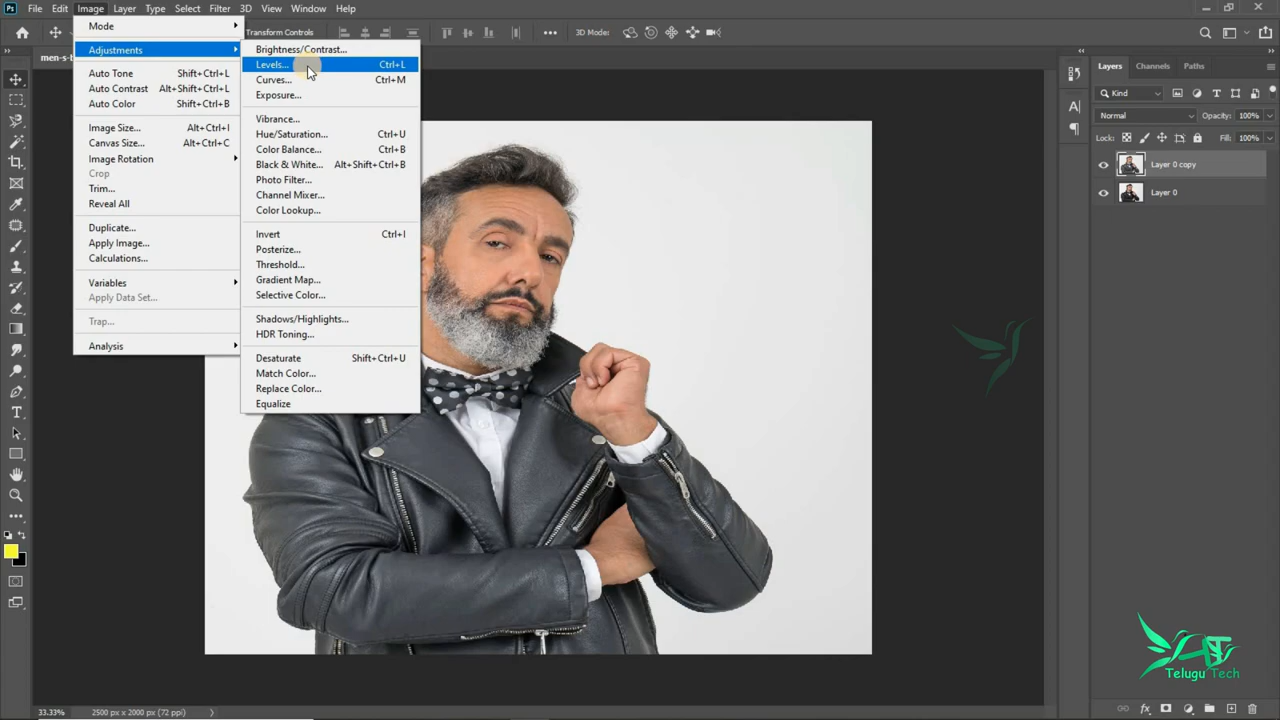 Ps File Edit Image Layer Type Select Filter 3D View Window Help
Transform Controls 3D Mode:
men-s-t
Mode
Adjustments
Auto Tone Shift+Ctrl+L
Auto Contrast Alt+Shift+Ctrl+L
Auto Color Shift+Ctrl+B
Image Size... Alt+Ctrl+I
Canvas Size... Alt+Ctrl+C
Image Rotation
Crop
Trim...
Reveal All
Duplicate...
Apply Image...
Calculations...
Variables
Apply Data Set...
Trap...
Analysis
Brightness/Contrast...
Levels... Ctrl+L
Curves... Ctrl+M
Exposure...
Vibrance...
Hue/Saturation... Ctrl+U
Color Balance... Ctrl+B
Black & White... Alt+Shift+Ctrl+B
Photo Filter...
Channel Mixer...
Color Lookup...
Invert Ctrl+I
Posterize...
Threshold...
Gradient Map...
Selective Color...
Shadows/Highlights...
HDR Toning...
Desaturate Shift+Ctrl+U
Match Color...
Replace Color...
Equalize
Layers Channels Paths
Kind
Normal Opacity: 100%
Lock: Fill: 100%
Layer 0 copy
Layer 0
Telugu Tech
33.33% 2500 px x 2000 px (72 ppi)